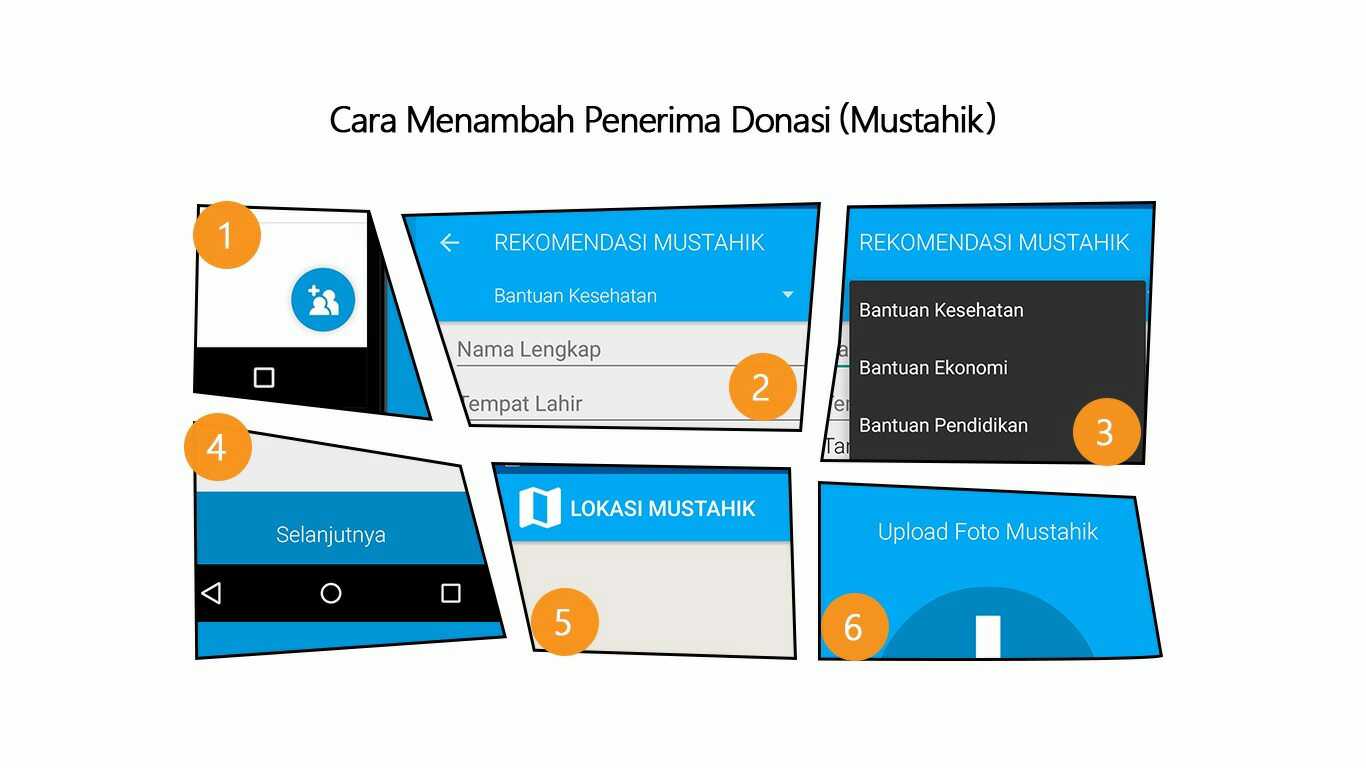 Cara Menambah Penerima Donasi (Mustahik)
1
REKOMENDASI MUSTAHIK
Bantuan Kesehatan
Nama Lengkap
Tempat Lahir
2
REKOMENDASI MUSTAHIK
Bantuan Kesehatan
Bantuan Ekonomi
Bantuan Pendidikan
3
4
Selanjutnya
LOKASI MUSTAHIK
5
Upload Foto Mustahik
6